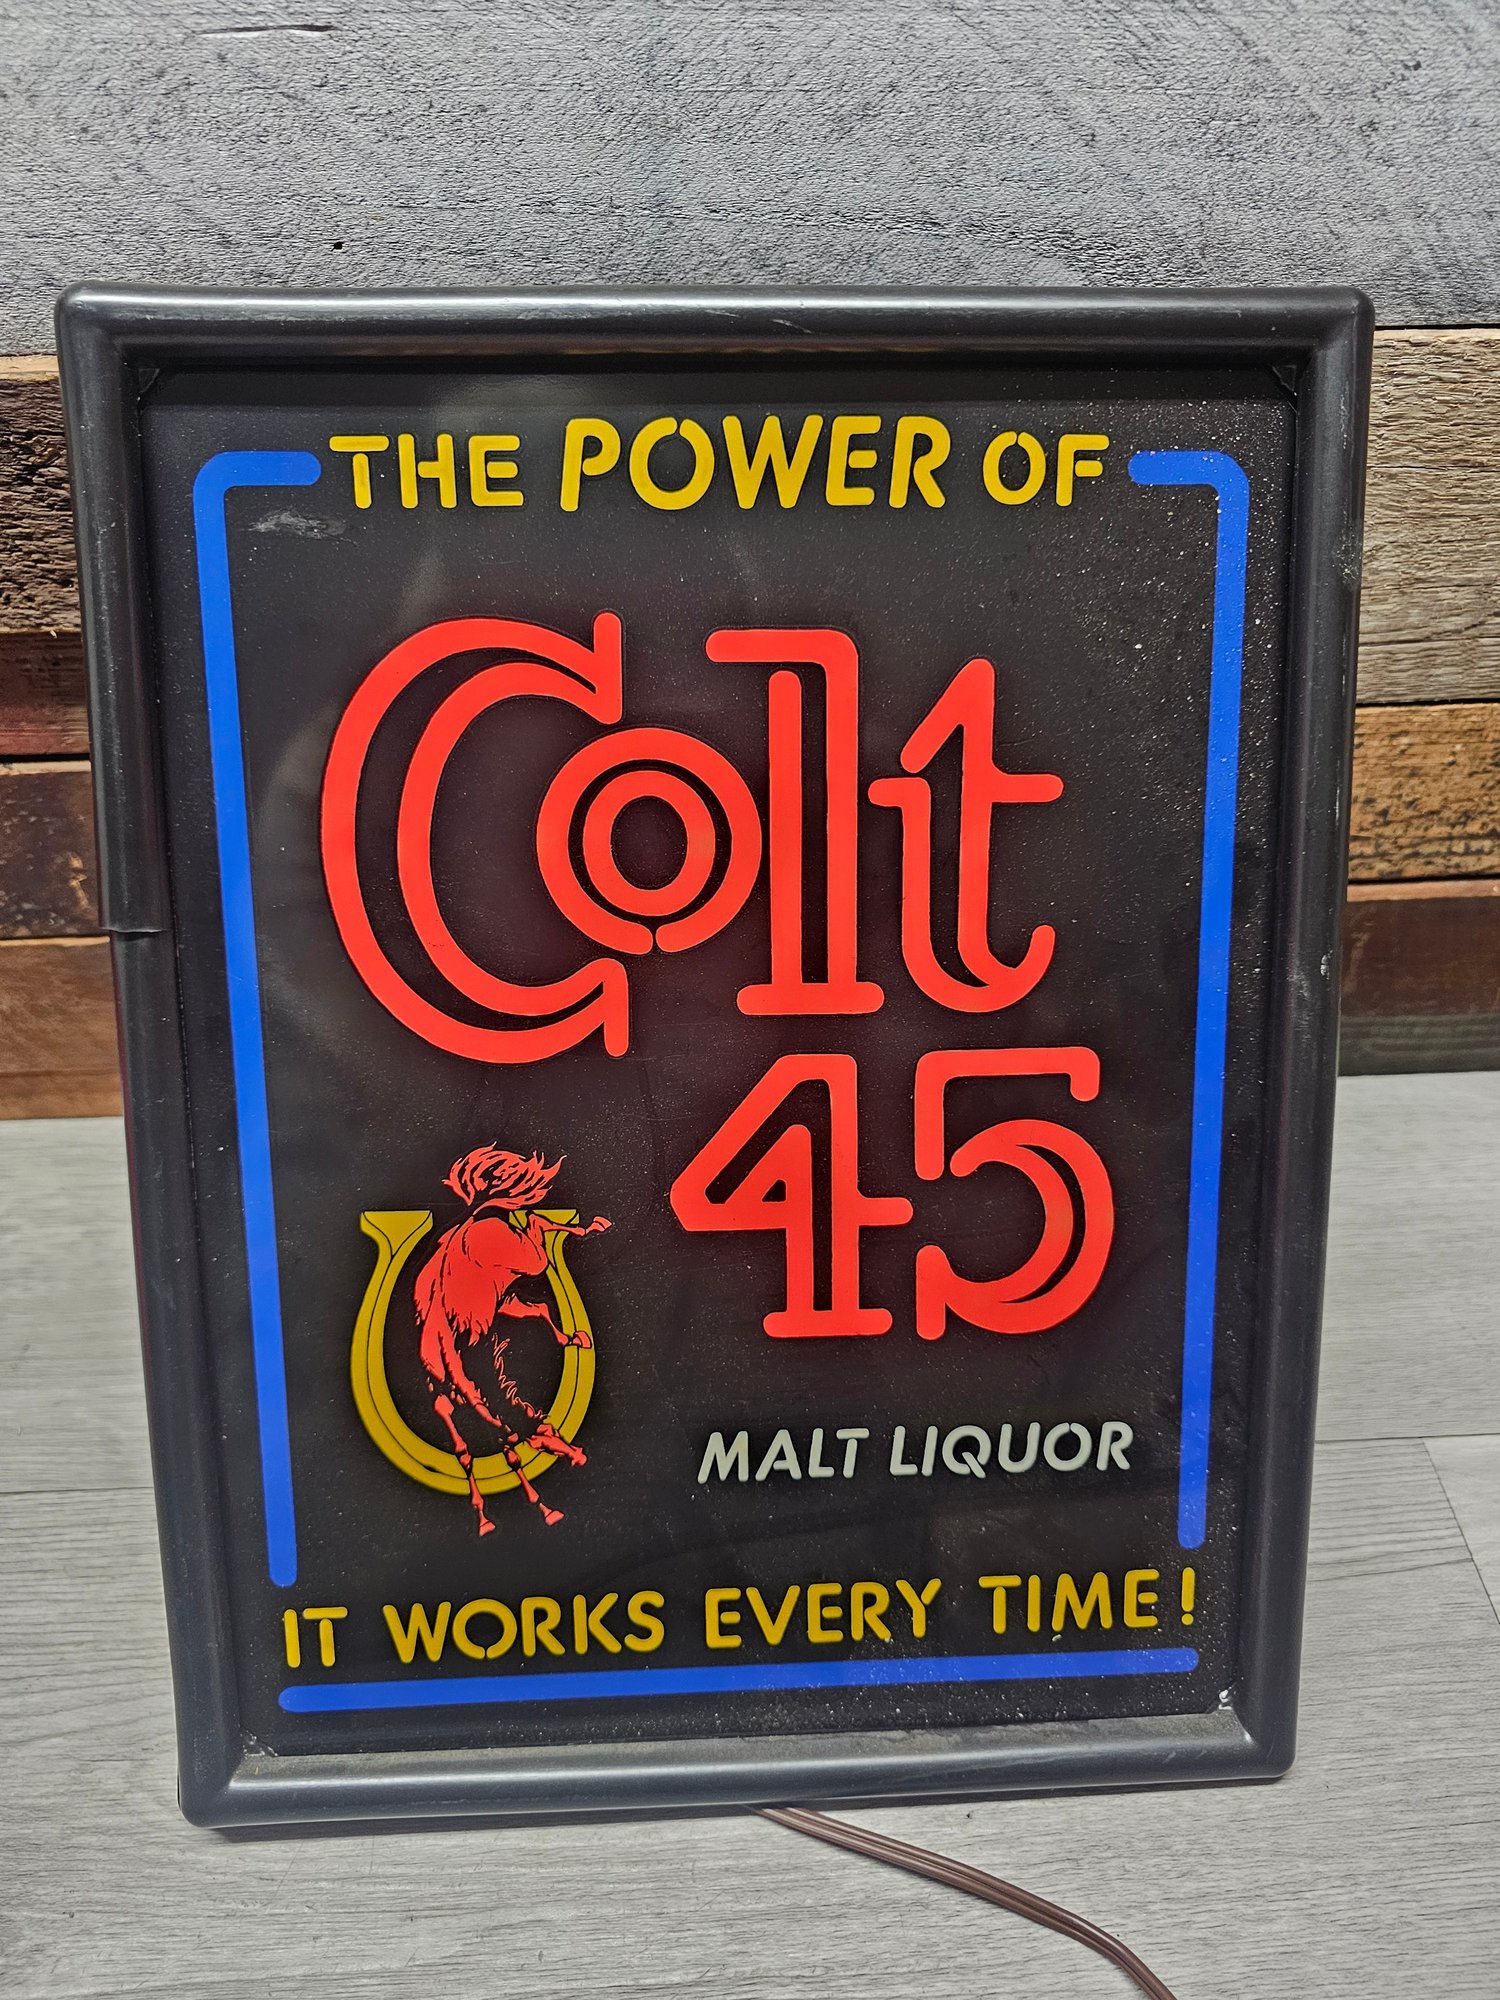 THE POWER OF
Colt
45
MALT LIQUOR
IT WORKS EVERY TIME!